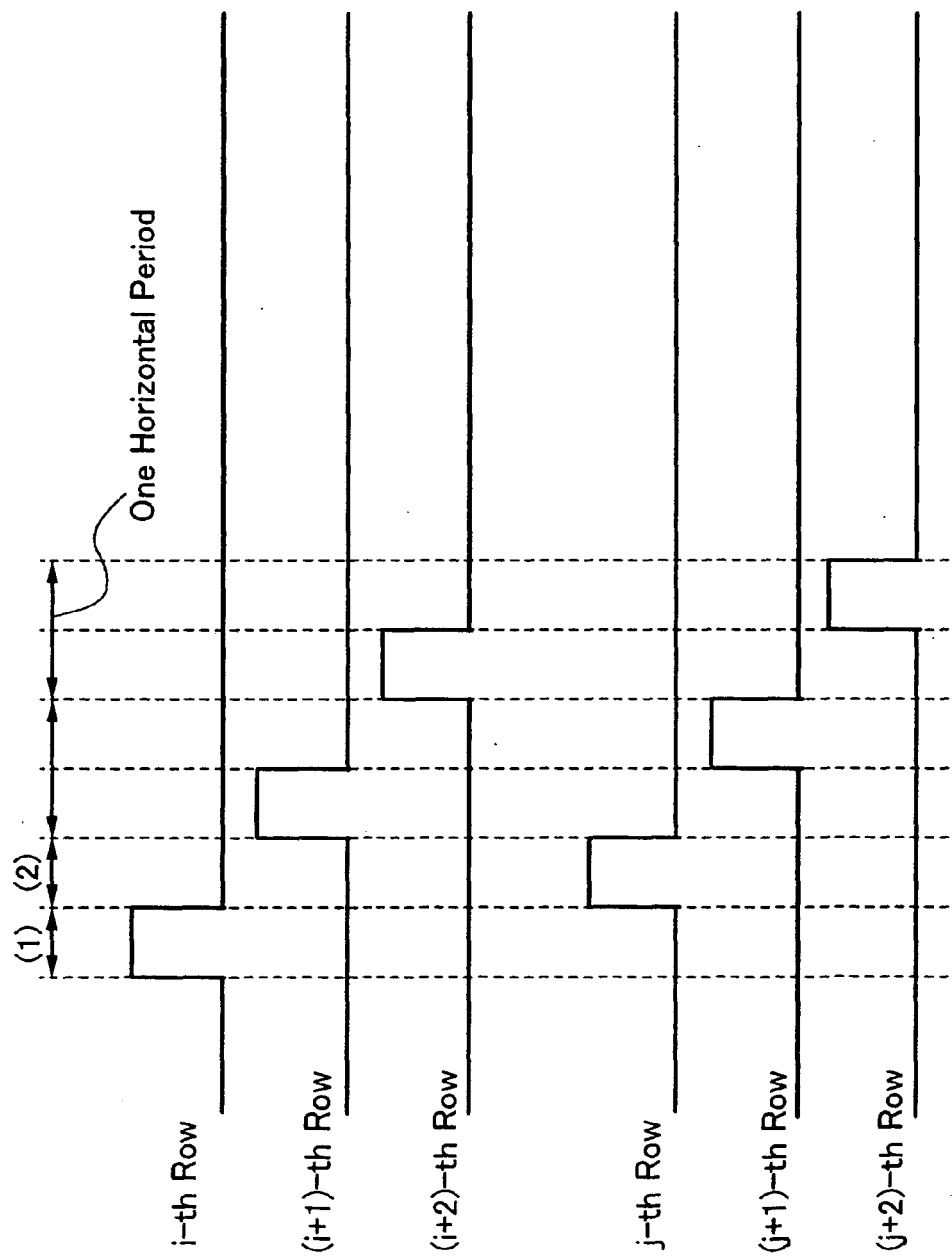 One Horizontal Period
(1)
(2)
i-th Row
(i+1)-th Row
(i+2)-th Row
j-th Row
(j+1)-th Row
(j+2)-th Row